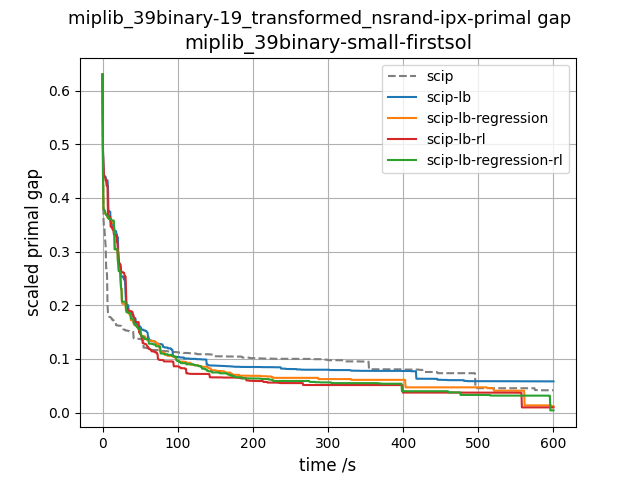 miplib_39binary-19_transformed_nsrand-ipx-primal gap
miplib_39binary-small-firstsol
scip
scip-lb
scip-lb-regression
scip-lb-rl
scip-lb-regression-rl
scaled primal gap
0.6
0.5
0.4
0.3
0.2
0.1
0.0
0 100 200 300 400 500 600
time /s